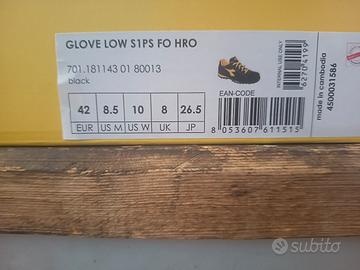 GLOVE LOW S1PS FO HRO
701.181143 01 80013
black
42 8.5 10 8 26.5
EUR US M US W UK JP
EAN-CODE
8 053607 611515
INTERNAL USE ONLY
62704199
made in cambodia
4500031586
subito